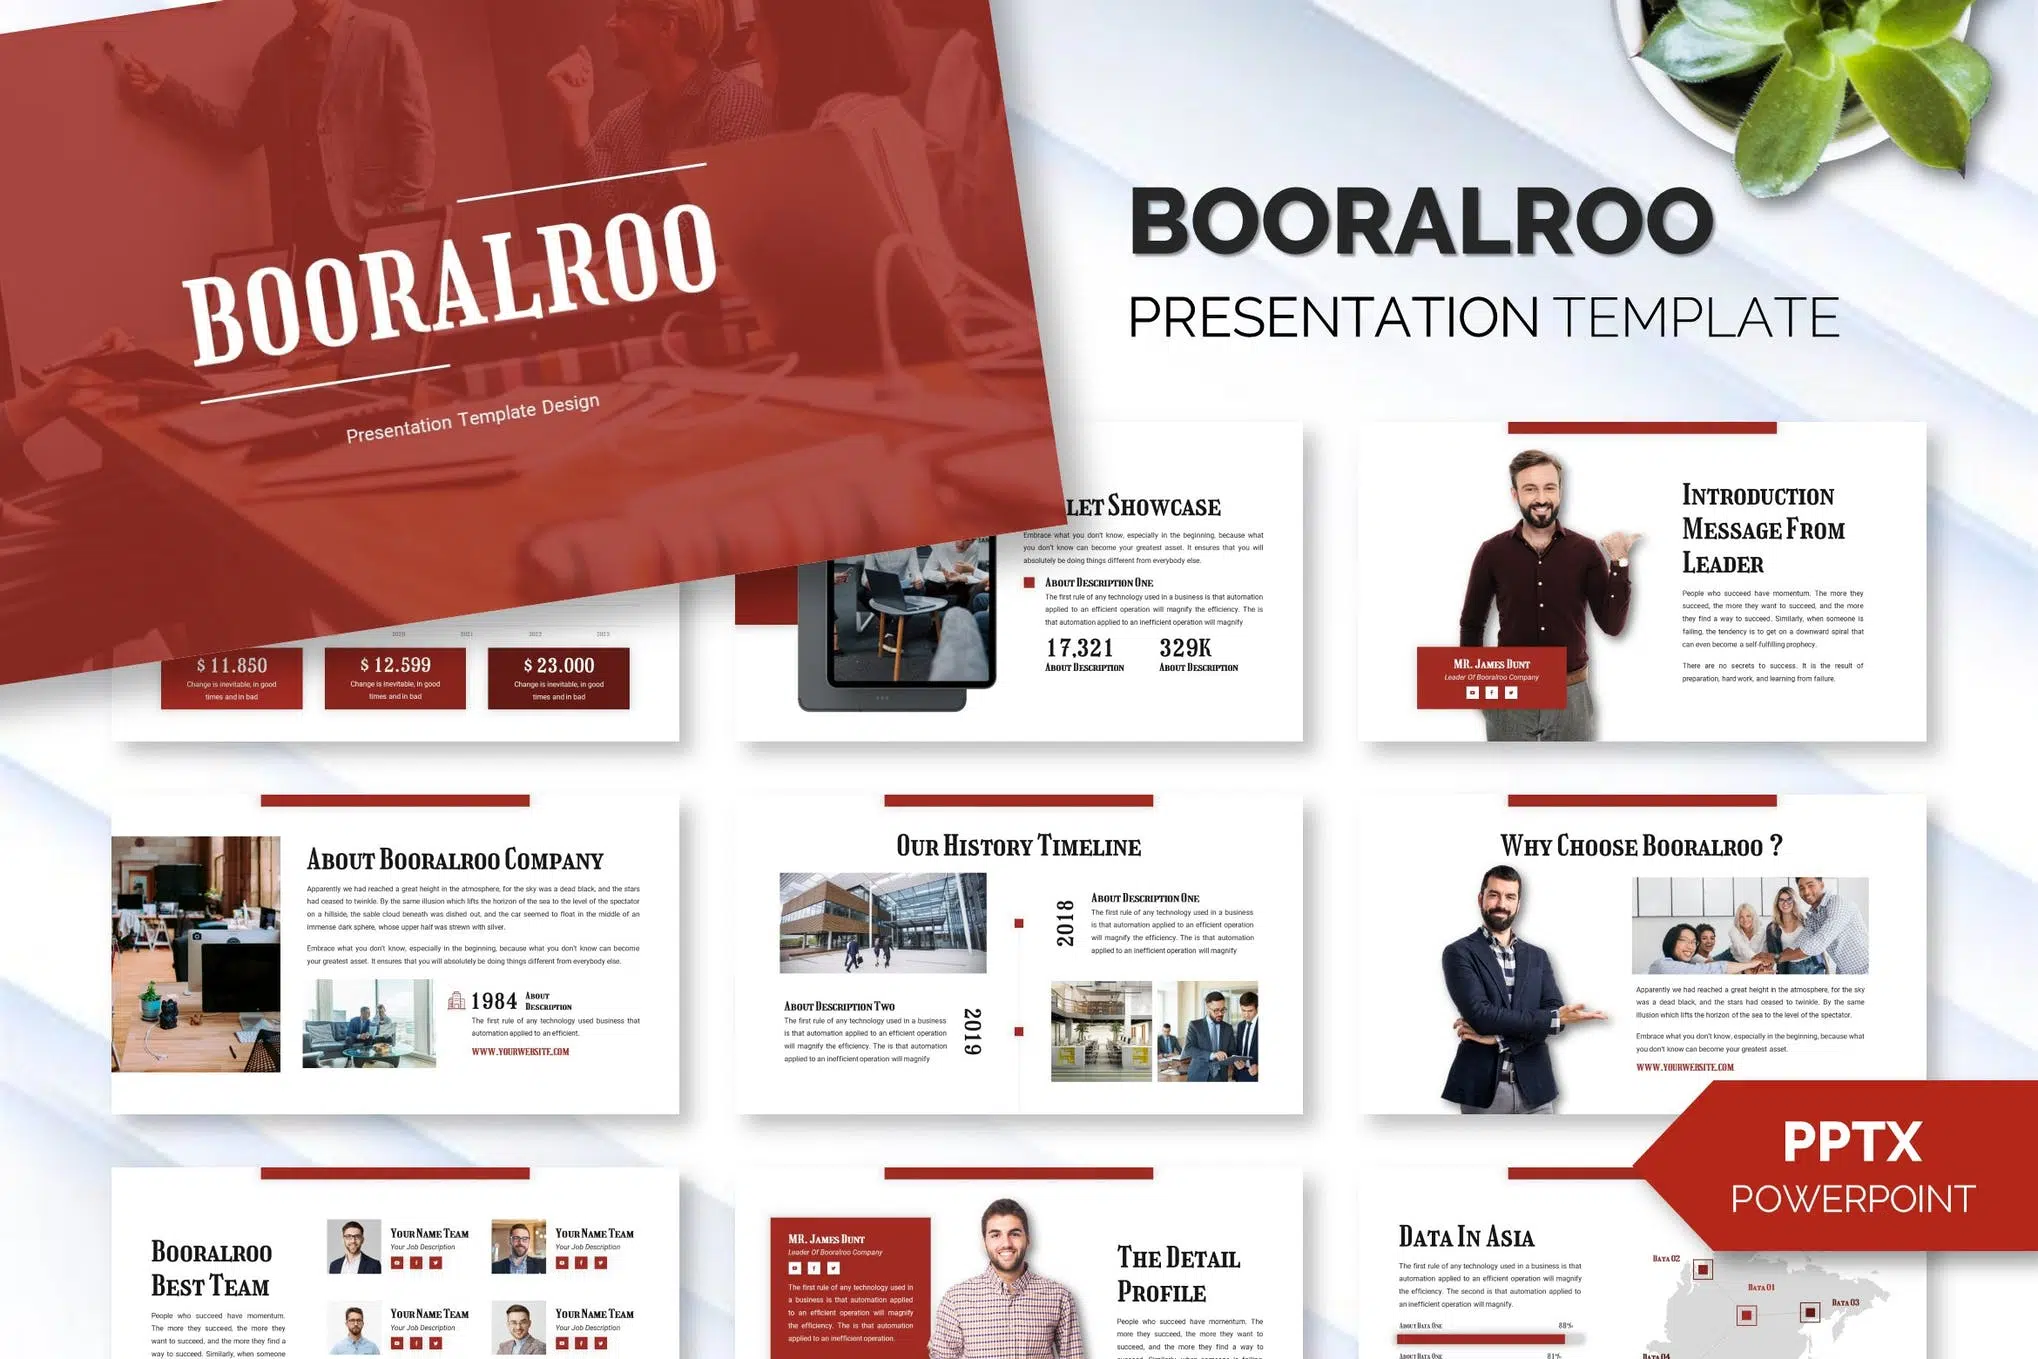 BOORALROO
Presentation Template Design
BOORALROO
PRESENTATION TEMPLATE
2020 2021 2022 2023
$ 11.850
Change is inevitable, in good
times and in bad
$ 12.599
Change is inevitable, in good
times and in bad
$ 23.000
Change is inevitable, in good
times and in bad
LET SHOWCASE
Embrace what you don't know, especially in the beginning, because what
you don't know can become your greatest asset. It ensures that you will
absolutely be doing things different from everybody else.
ABOUT DESCRIPTION ONE
The first rule of any technology used in a business is that automation
applied to an efficient operation will magnify the efficiency. The is
that automation applied to an inefficient operation will magnify
17,321
ABOUT DESCRIPTION
329K
ABOUT DESCRIPTION
INTRODUCTION
MESSAGE FROM
LEADER
People who succeed have momentum. The more they
succeed, the more they want to succeed, and the more
they find a way to succeed. Similarly, when someone is
failing, the tendency is to get on a downward spiral that
can even become a self-fulfilling prophecy.
There are no secrets to success. It is the result of
preparation, hard work, and learning from failure.
MR. JAMES DUNT
Leader Of Booralroo Company
ABOUT BOORALROO COMPANY
Apparently we had reached a great height in the atmosphere, for the sky was a dead black, and the stars
had ceased to twinkle. By the same illusion which lifts the horizon of the sea to the level of the spectator
on a hillside, the sable cloud beneath was dished out, and the car seemed to float in the middle of an
immense dark sphere, whose upper half was strewn with silver.
Embrace what you don't know, especially in the beginning, because what you don't know can become
your greatest asset. It ensures that you will absolutely be doing things different from everybody else.
1984 ABOUT
DESCRIPTION
The first rule of any technology used business that
automation applied to an efficient.
WWW.YOURWEBSITE.COM
OUR HISTORY TIMELINE
2018
ABOUT DESCRIPTION ONE
The first rule of any technology used in a business
is that automation applied to an efficient operation
will magnify the efficiency. The is that automation
applied to an inefficient operation will magnify
ABOUT DESCRIPTION TWO
The first rule of any technology used in a business
is that automation applied to an efficient operation
will magnify the efficiency. The is that automation
applied to an inefficient operation will magnify
2019
WHY CHOOSE BOORALROO ?
Apparently we had reached a great height in the atmosphere, for the sky
was a dead black, and the stars had ceased to twinkle. By the same
illusion which lifts the horizon of the sea to the level of the spectator.
Embrace what you don't know, especially in the beginning, because what
you don't know can become your greatest asset.
WWW.YOURWEBSITE.COM
PPTX
POWERPOINT
BOORALROO
BEST TEAM
People who succeed have momentum.
The more they succeed, the more they
want to succeed, and the more they find a
way to succeed. Similarly, when someone
YOUR NAME TEAM
Your Job Description
YOUR NAME TEAM
Your Job Description
YOUR NAME TEAM
Your Job Description
YOUR NAME TEAM
Your Job Description
MR. JAMES DUNT
Leader Of Booralroo Company
The first rule of any technology used in
a business is that automation applied
to an efficient operation will magnify
the efficiency. The is that automation
applied to an inefficient operation.
THE DETAIL
PROFILE
People who succeed have momentum. The
more they succeed, the more they want to
succeed, and the more they find a way to
DATA IN ASIA
The first rule of any technology used in a business is that
automation applied to an efficient operation will magnify
the efficiency. The second is that automation applied to
an inefficient operation will magnify.
ABOUT DATA ONE 88%
ABOUT DATA ONE 81%
DATA 02
DATA 01
DATA 03
DATA 04